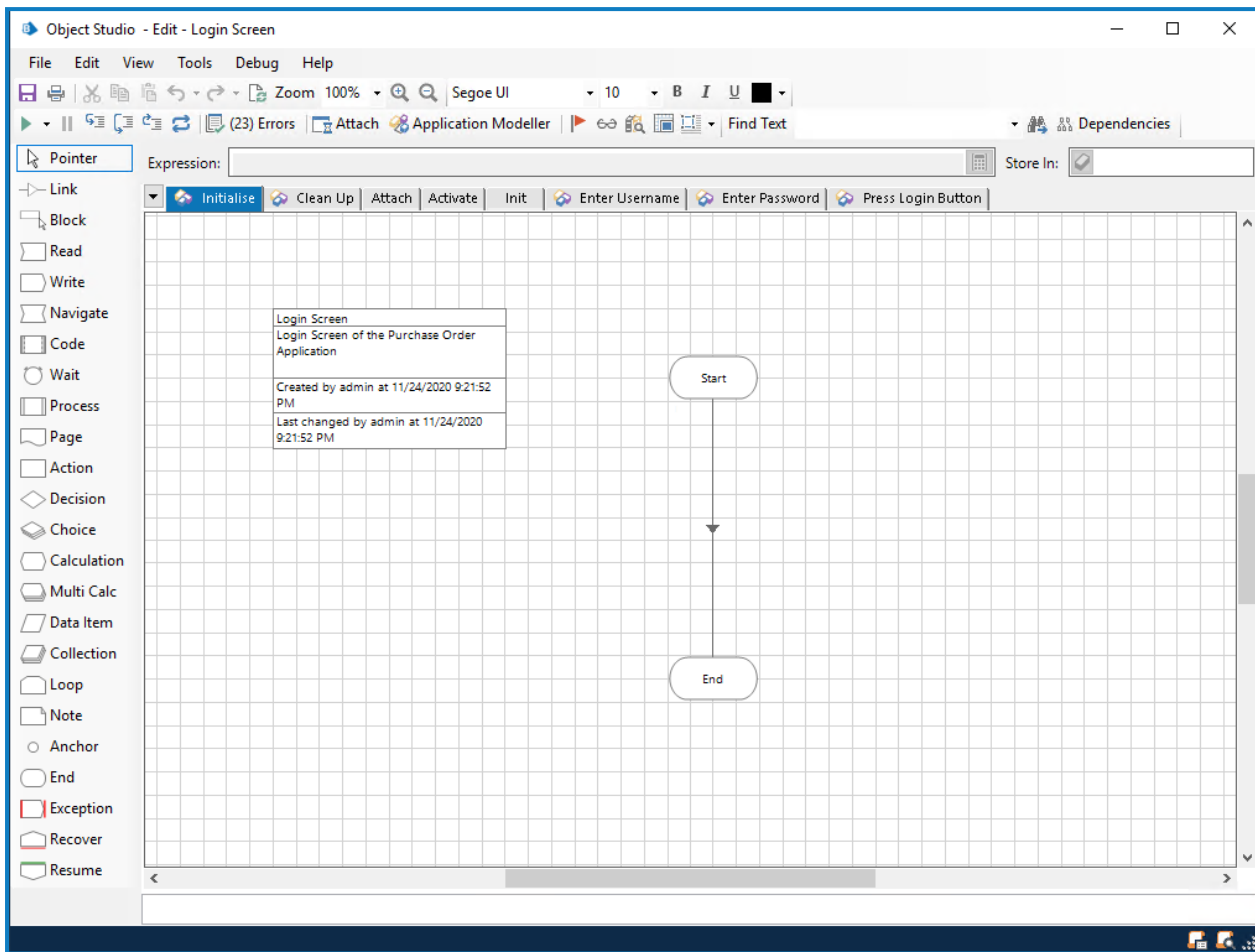 Object Studio - Edit - Login Screen
File Edit View Tools Debug Help
Zoom 100% Segoe UI 10 B I U
(23) Errors Attach Application Modeller Find Text Dependencies
Pointer
Expression: Store In:
Link
Initialise Clean Up Attach Activate Init Enter Username Enter Password Press Login Button
Block
Read
Write
Navigate
Code
Wait
Process
Page
Action
Decision
Choice
Calculation
Multi Calc
Data Item
Collection
Loop
Note
Anchor
End
Exception
Recover
Resume
Login Screen
Login Screen of the Purchase Order
Application
Created by admin at 11/24/2020 9:21:52
PM
Last changed by admin at 11/24/2020
9:21:52 PM
Start
End